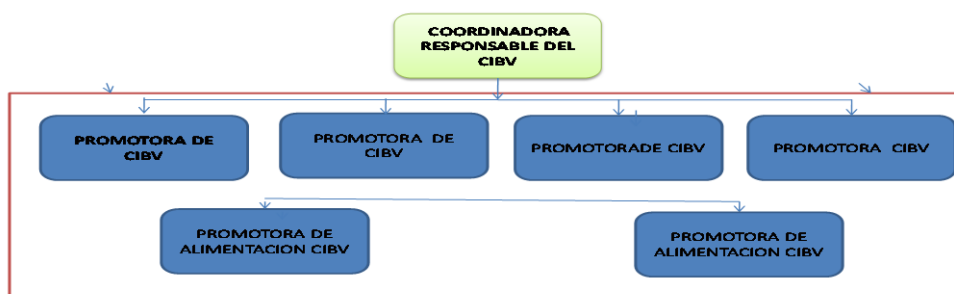 COORDINADORA
RESPONSABLE DEL
CIBV
PROMOTORA DE
CIBV
PROMOTORA DE
CIBV
PROMOTORADE CIBV
PROMOTORA CIBV
PROMOTORA DE
ALIMENTACION CIBV
PROMOTORA DE
ALIMENTACION CIBV